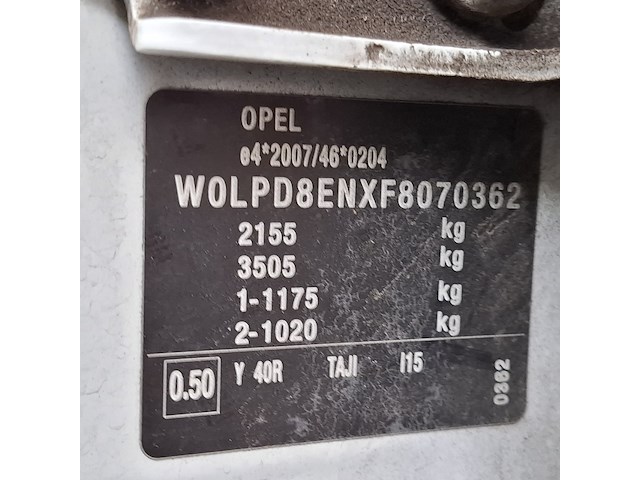 OPEL
e4*2007/46*0204
W0LPD8ENXF8070362
2155 kg
3505 kg
1-1175 kg
2-1020 kg
0.50 Y 40R TAJI /15
0362